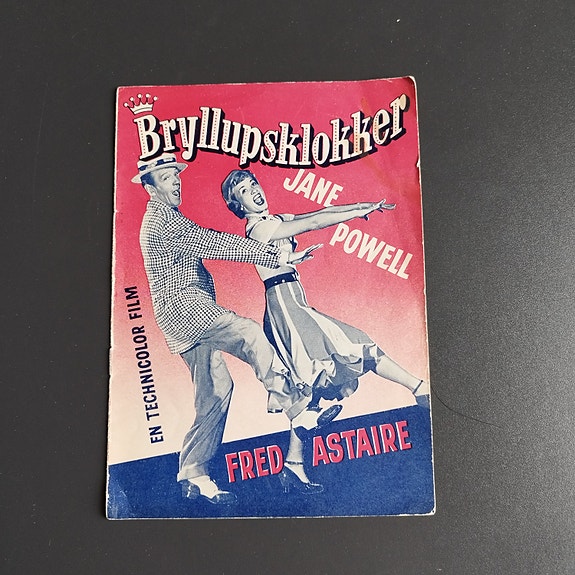 Bryllupsklokker
JANE
POWELL
EN TECHNICOLOR FILM
FRED ASTAIRE